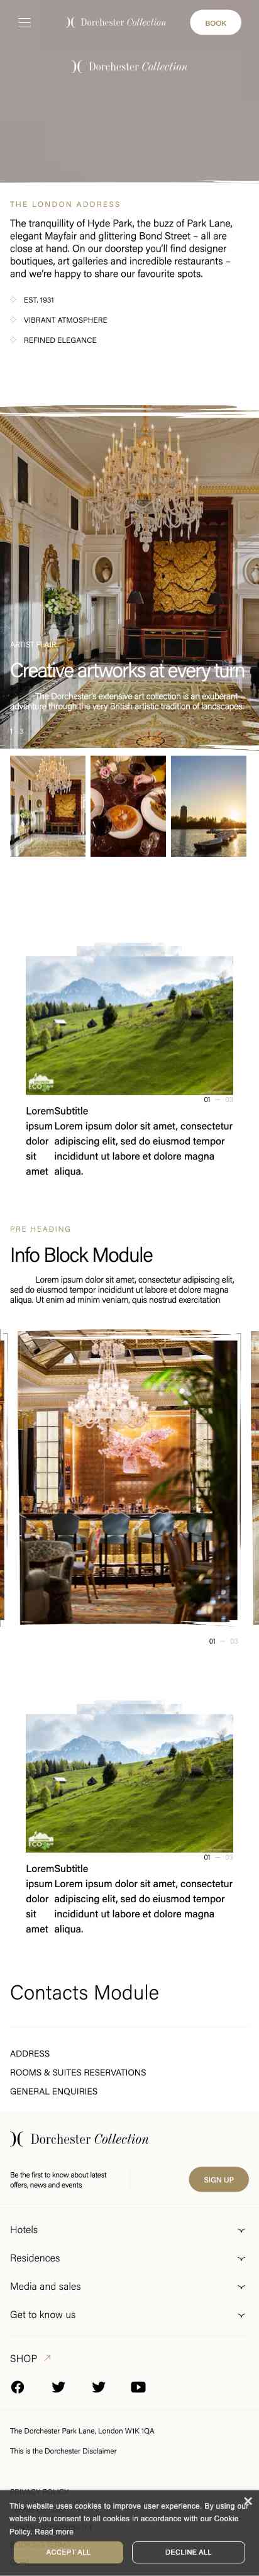 Dorchester Collection
BOOK
Dorchester Collection
THE LONDON ADDRESS
The tranquillity of Hyde Park, the buzz of Park Lane,
elegant Mayfair and glittering Bond Street – all are
close at hand. On our doorstep you’ll find designer
boutiques, art galleries and incredible restaurants –
and we’re happy to share our favourite spots.
EST. 1931
VIBRANT ATMOSPHERE
REFINED ELEGANCE
ARTIST FLAIR
Creative artworks at every turn
The Dorchester's extensive art collection is an exuberant
adventure through the very British artistic tradition of landscapes.
01 — 03
Lorem ipsum dolor sit amet
Subtitle
Lorem ipsum dolor sit amet, consectetur
adipiscing elit, sed do eiusmod tempor
incididunt ut labore et dolore magna
aliqua.
PRE HEADING
Info Block Module
Lorem ipsum dolor sit amet, consectetur adipiscing elit,
sed do eiusmod tempor incididunt ut labore et dolore magna
aliqua. Ut enim ad minim veniam, quis nostrud exercitation
01 — 03
01 — 03
Lorem ipsum dolor sit amet
Subtitle
Lorem ipsum dolor sit amet, consectetur
adipiscing elit, sed do eiusmod tempor
incididunt ut labore et dolore magna
aliqua.
Contacts Module
ADDRESS
ROOMS & SUITES RESERVATIONS
GENERAL ENQUIRIES
Dorchester Collection
Be the first to know about latest
offers, news and events
SIGN UP
Hotels
Residences
Media and sales
Get to know us
SHOP
The Dorchester Park Lane, London W1K 1QA
This is the Dorchester Disclaimer
PRIVACY POLICY
This website uses cookies to improve user experience. By using our
website you consent to all cookies in accordance with our Cookie
Policy. Read more
ACCEPT ALL
DECLINE ALL